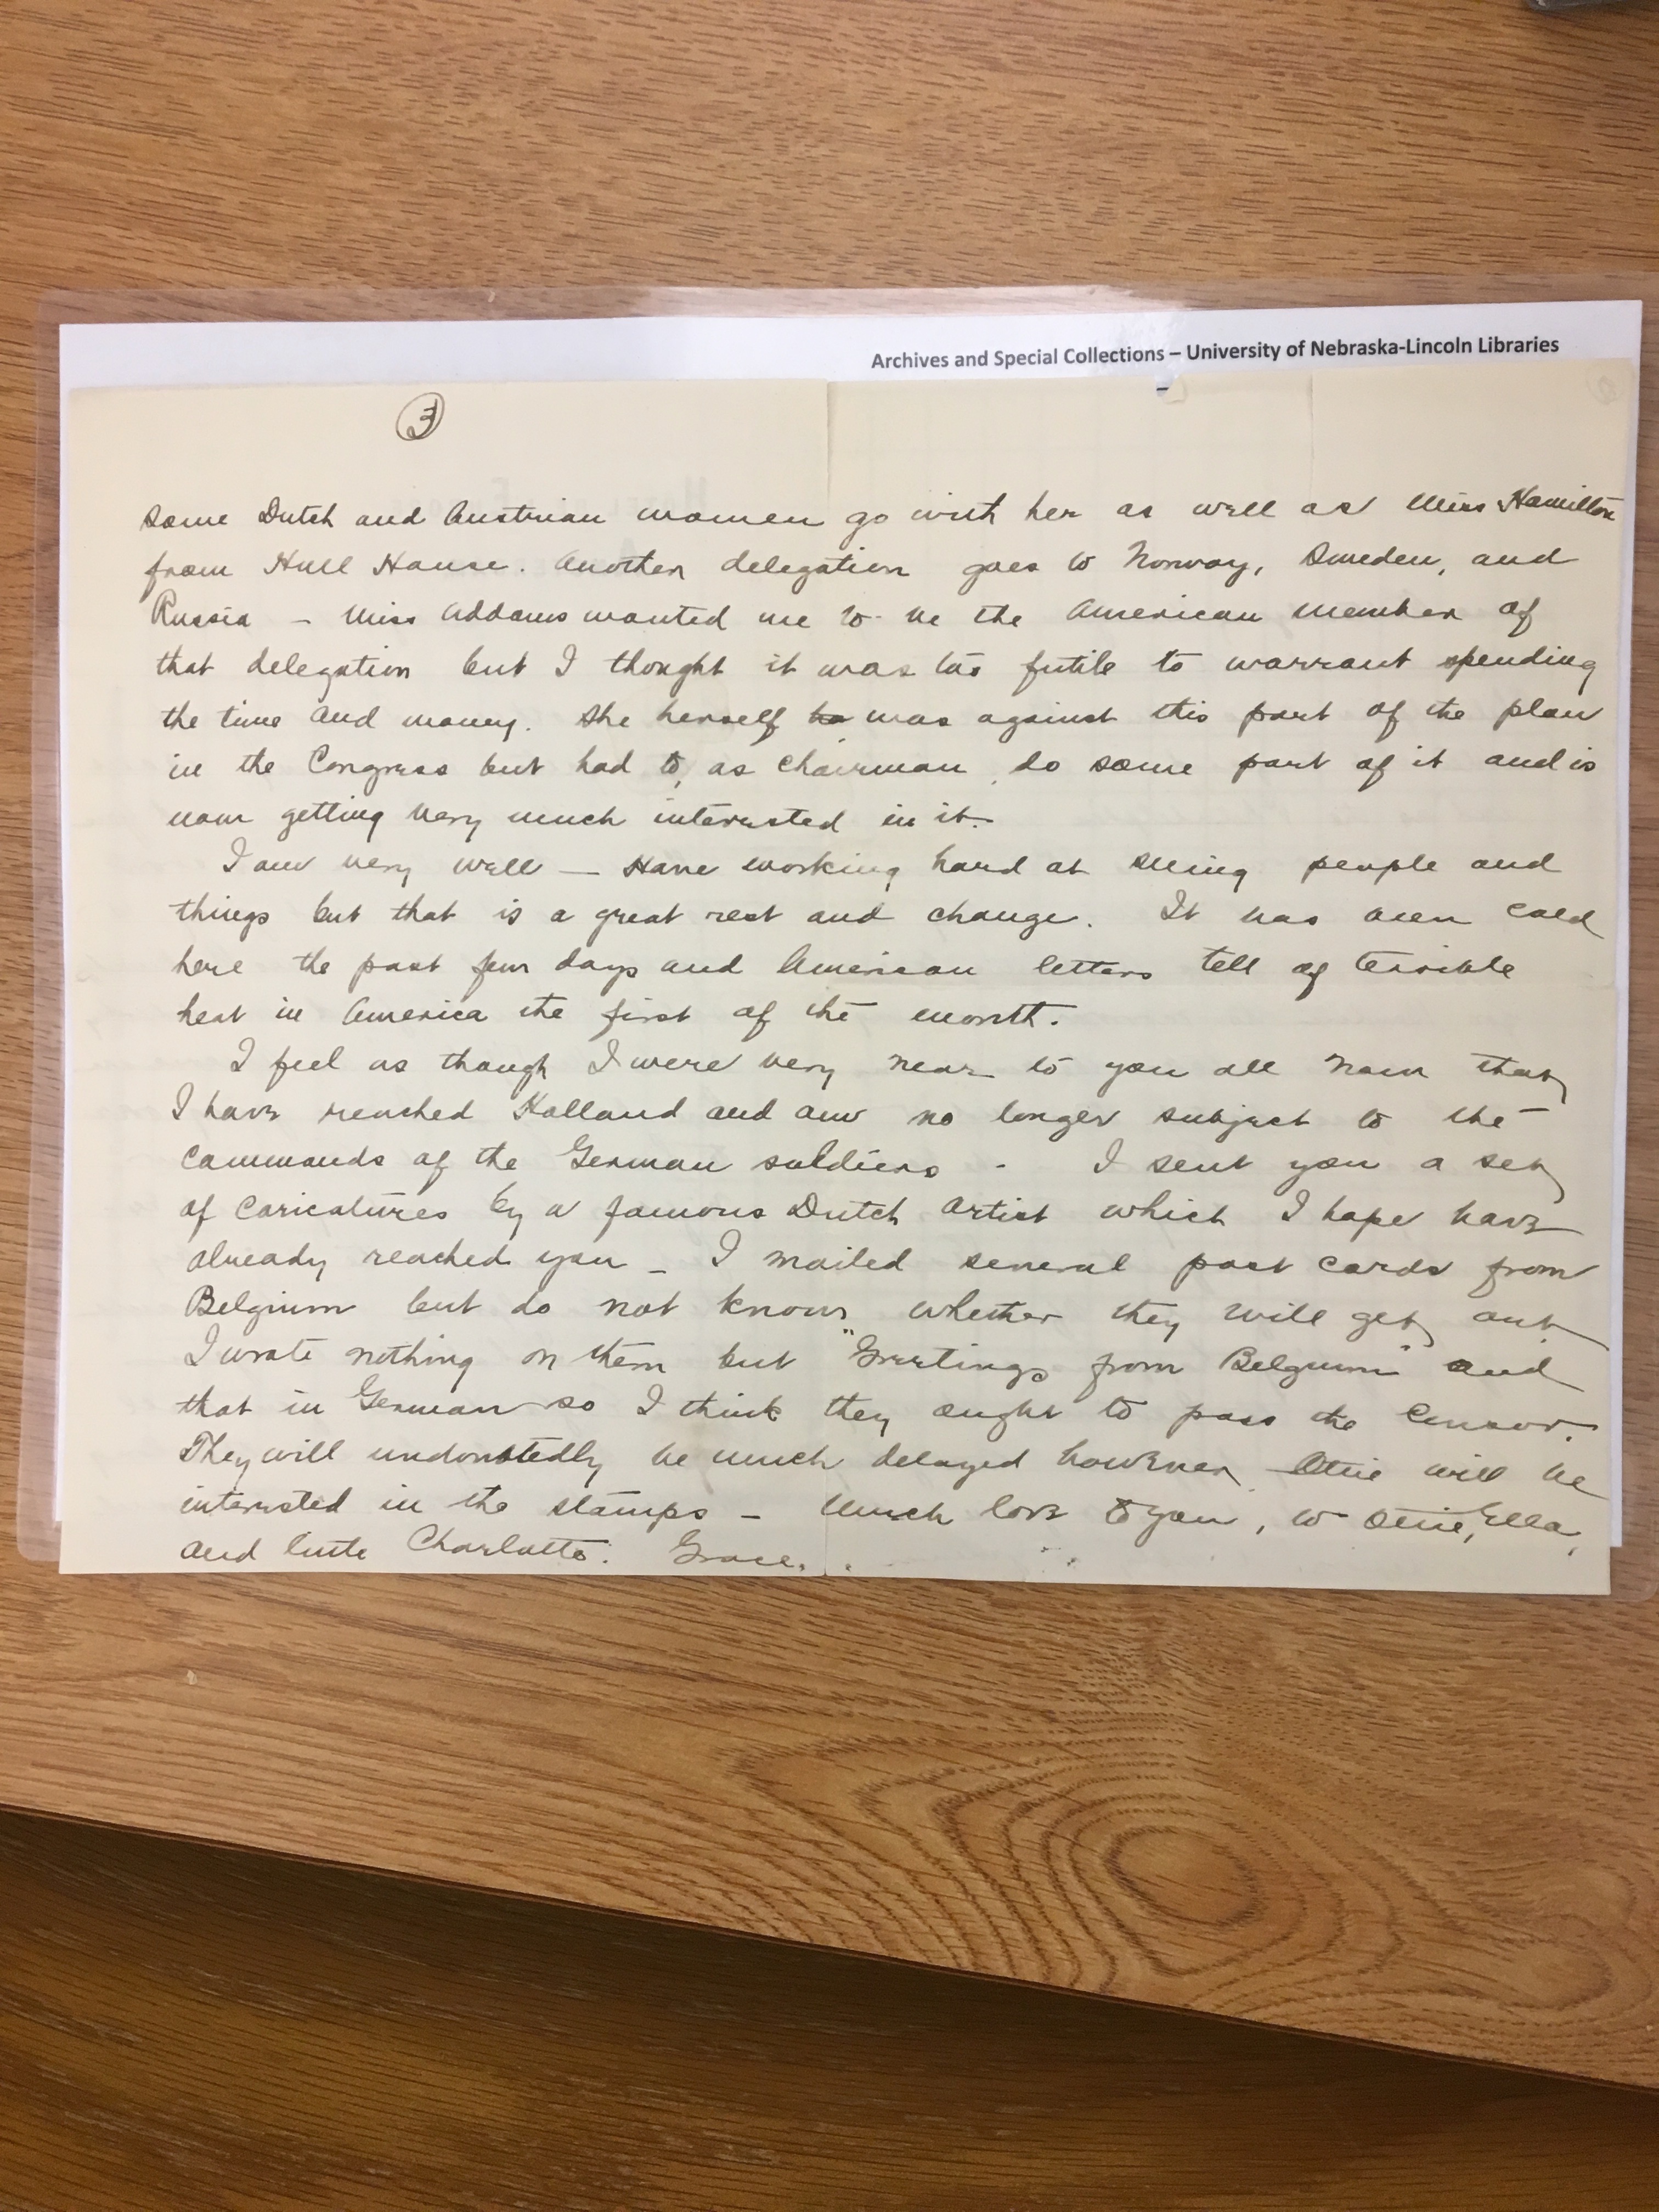 Archives and Special Collections – University of Nebraska-Lincoln Libraries
3
some Dutch and Austrian women go with her as well as Miss Hamilton
from Hull House. Another delegation goes to Norway, Sweden, and
Russia – Miss Addams wanted me to be the American member of
that delegation but I thought it was too futile to warrant spending
the time and money. She herself ha was against this part of the plan
in the Congress but had to, as chairman, do some part of it and is
now getting very much interested in it.
I am very well – Have working hard at seeing people and
things but that is a great rest and change. It has been cold
here the past few days and American letters tell of terrible
heat in America the first of the month.
I feel as though I were very near to you all now that
I have reached Holland and am no longer subject to the
commands of the German soldiers - I sent you a set
of caricatures by a famous Dutch artist which I hope have
already reached you – I mailed several post cards from
Belgium but do not know whether they will get out
I wrote nothing on them but "Greetings from Belgium" and
that in German so I think they ought to pass the censor.
They will undoubtedly be much delayed however. Otie will be
interested in the stamps – Much love to you, to Otie, Ella,
and little Charlotte. Grace.